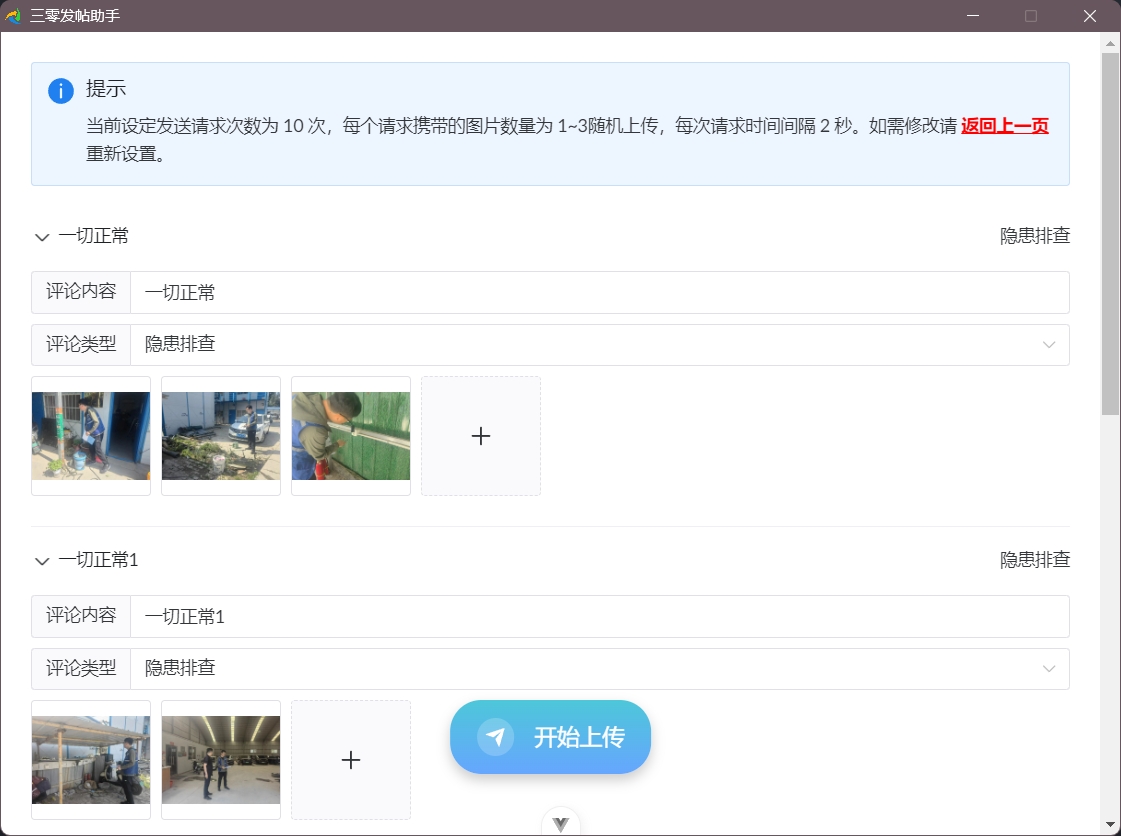 三零发帖助手
提示
当前设定发送请求次数为 10 次，每个请求携带的图片数量为 1~3随机上传，每次请求时间间隔 2 秒。如需修改请 返回上一页
重新设置。
一切正常 隐患排查
评论内容 一切正常
评论类型 隐患排查
一切正常1 隐患排查
评论内容 一切正常1
评论类型 隐患排查
开始上传